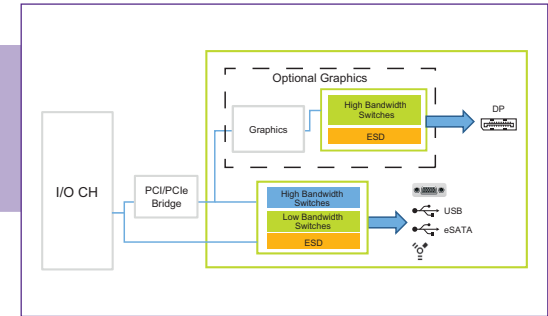 Optional Graphics
High Bandwidth
Switches
ESD
DP
Graphics
I/O CH
PCI/PCIe
Bridge
High Bandwidth
Switches
Low Bandwidth
Switches
ESD
USB
eSATA